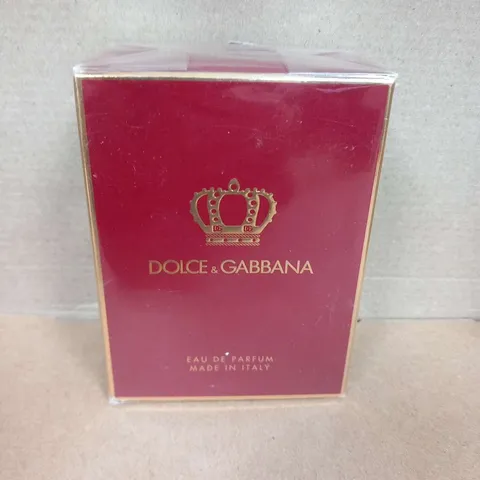 DOLCE & GABBANA
EAU DE PARFUM
MADE IN ITALY